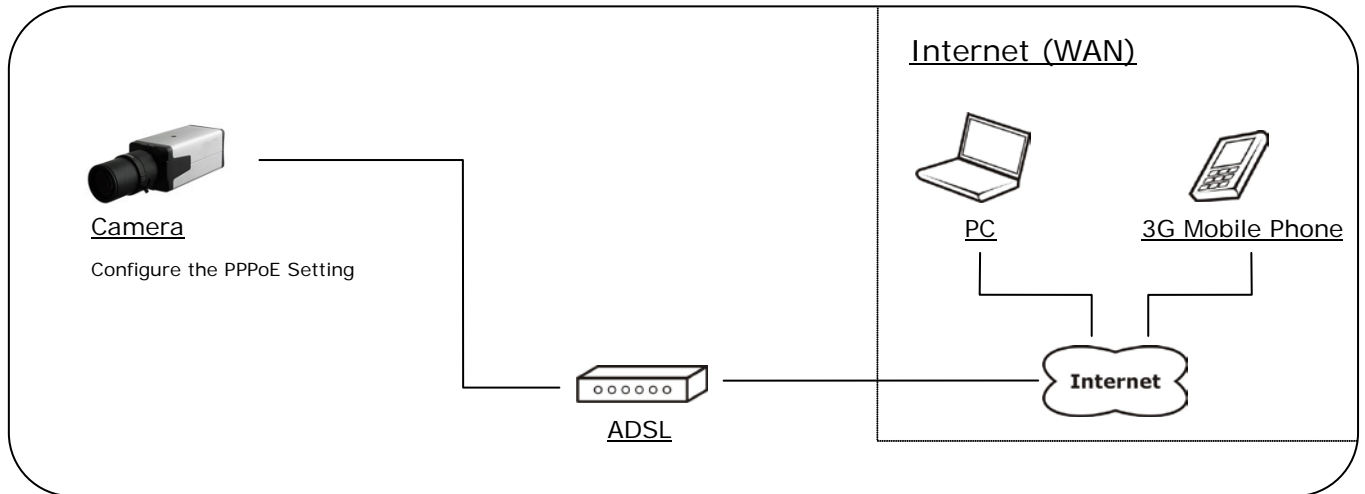 Internet (WAN)
Camera
Configure the PPPoE Setting
PC
3G Mobile Phone
Internet
ADSL